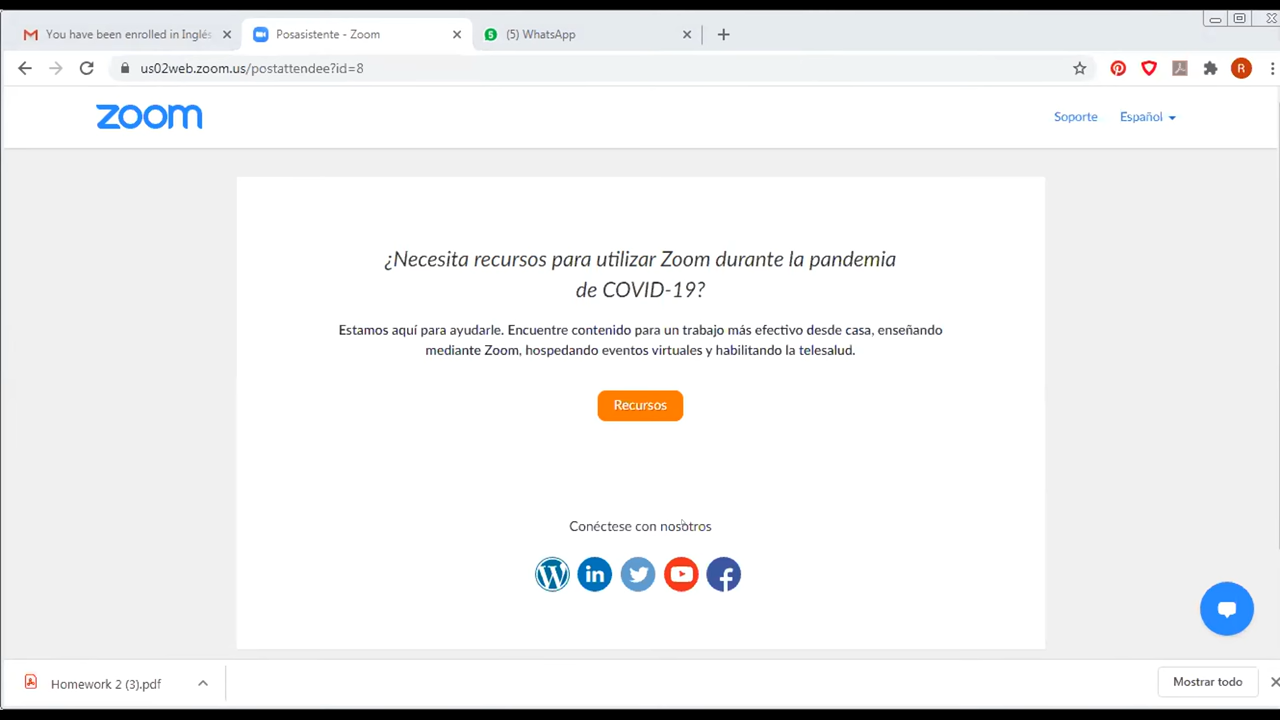 You have been enrolled in Inglés
Posasistente - Zoom
(5) WhatsApp
us02web.zoom.us/postattendee?id=8
R
zoom
Soporte
Español
¿Necesita recursos para utilizar Zoom durante la pandemia
de COVID-19?
Estamos aquí para ayudarle. Encuentre contenido para un trabajo más efectivo desde casa, enseñando
mediante Zoom, hospedando eventos virtuales y habilitando la telesalud.
Recursos
Conéctese con nosotros
Homework 2 (3).pdf
Mostrar todo